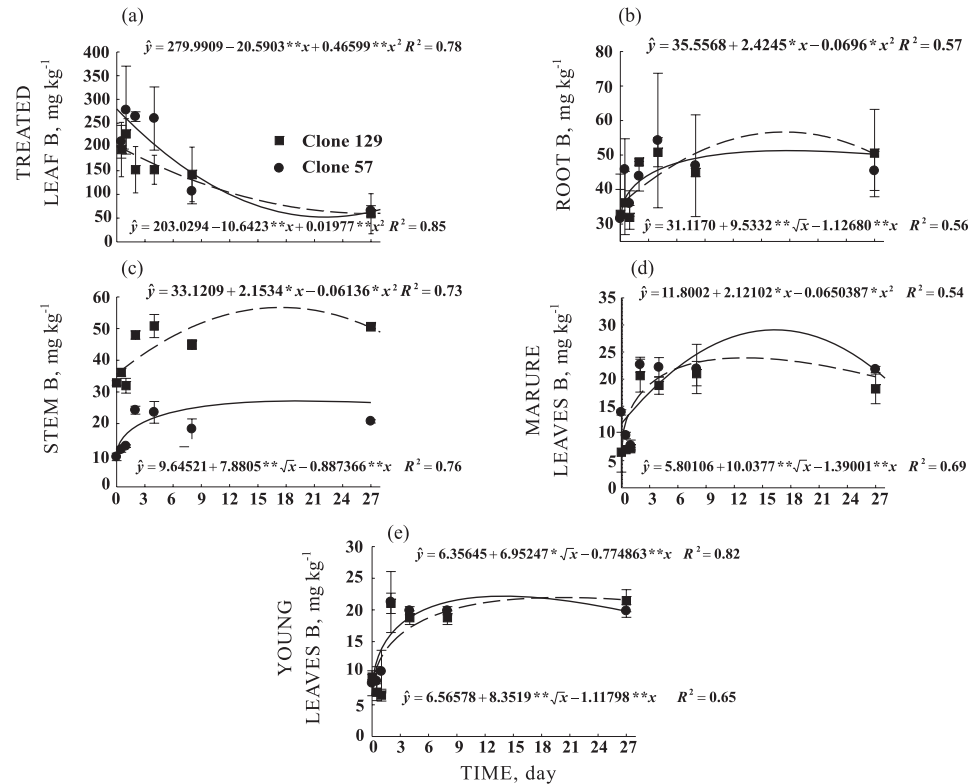 (a)
ŷ = 279.9909 − 20.5903 **x + 0.46599 **x² R² = 0.78
400
350
300
250
200
150
100
50
0
TREATED
LEAF B, mg kg⁻¹
Clone 129
Clone 57
ŷ = 203.0294 − 10.6423 **x + 0.01977 **x² R² = 0.85
(b)
ŷ = 35.5568 + 2.4245 * x − 0.0696 * x² R² = 0.57
80
70
60
50
40
30
ROOT B, mg kg⁻¹
ŷ = 31.1170 + 9.5332 ** √x − 1.12680 ** x R² = 0.56
(c)
ŷ = 33.1209 + 2.1534 * x − 0.06136 * x² R² = 0.73
60
50
40
30
20
10
0
STEM B, mg kg⁻¹
ŷ = 9.64521 + 7.8805 ** √x − 0.887366 ** x R² = 0.76
0 3 6 9 12 15 18 21 24 27
(d)
ŷ = 11.8002 + 2.12102 * x − 0.0650387 * x² R² = 0.54
35
30
25
20
15
10
5
0
MARURE
LEAVES B, mg kg⁻¹
ŷ = 5.80106 + 10.0377 ** √x − 1.39001 ** x R² = 0.69
0 3 6 9 12 15 18 21 24 27
(e)
ŷ = 6.35645 + 6.95247 * √x − 0.774863 ** x R² = 0.82
30
25
20
15
10
5
0
YOUNG
LEAVES B, mg kg⁻¹
ŷ = 6.56578 + 8.3519 ** √x − 1.11798 ** x R² = 0.65
0 3 6 9 12 15 18 21 24 27
TIME, day